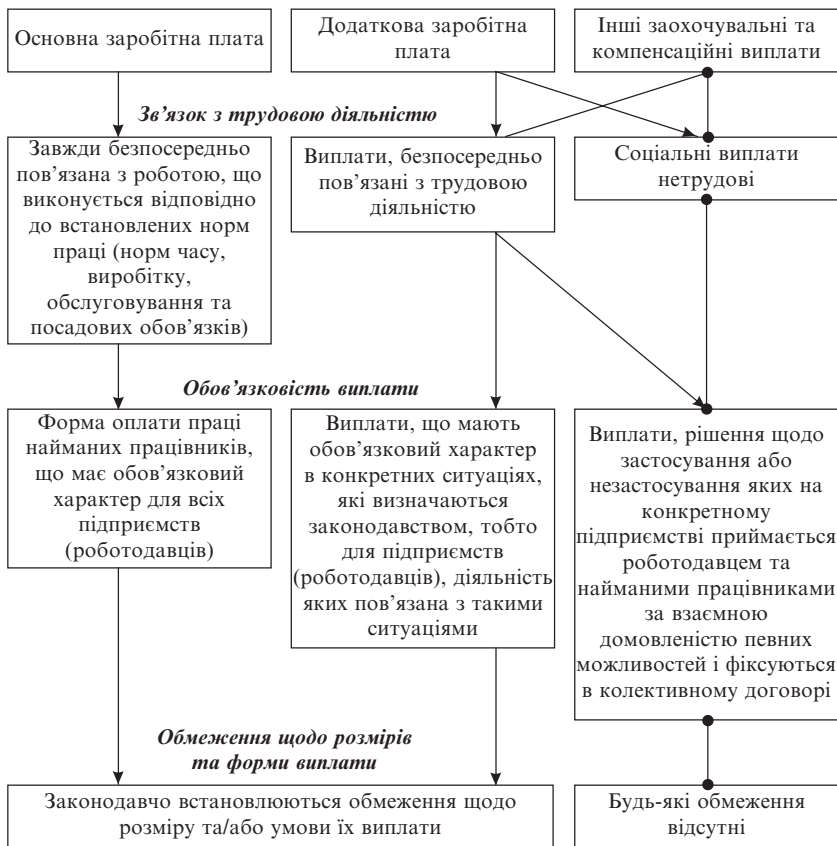 Основна заробітна плата
Додаткова заробітна
плата
Інші заохочувальні та
компенсаційні виплати
Зв’язок з трудовою діяльністю
Завжди безпосередньо
пов’язана з роботою, що
виконується відповідно
до встановлених норм
праці (норм часу,
виробітку,
обслуговування та
посадових обов’язків)
Виплати, безпосередньо
пов’язані з трудовою
діяльністю
Соціальні виплати
нетрудові
Обов’язковість виплати
Форма оплати праці
найманих працівників,
що має обов’язковий
характер для всіх
підприємств
(роботодавців)
Виплати, що мають
обов’язковий характер
в конкретних ситуаціях,
які визначаються
законодавством, тобто
для підприємств
(роботодавців), діяльність
яких пов’язана з такими
ситуаціями
Виплати, рішення щодо
застосування або
незастосування яких на
конкретному
підприємстві приймається
роботодавцем та
найманими працівниками
за взаємною
домовленістю певних
можливостей і фіксуються
в колективному договорі
Обмеження щодо розмірів
та форми виплати
Законодавчо встановлюються обмеження щодо
розміру та/або умови їх виплати
Будь-які обмеження
відсутні